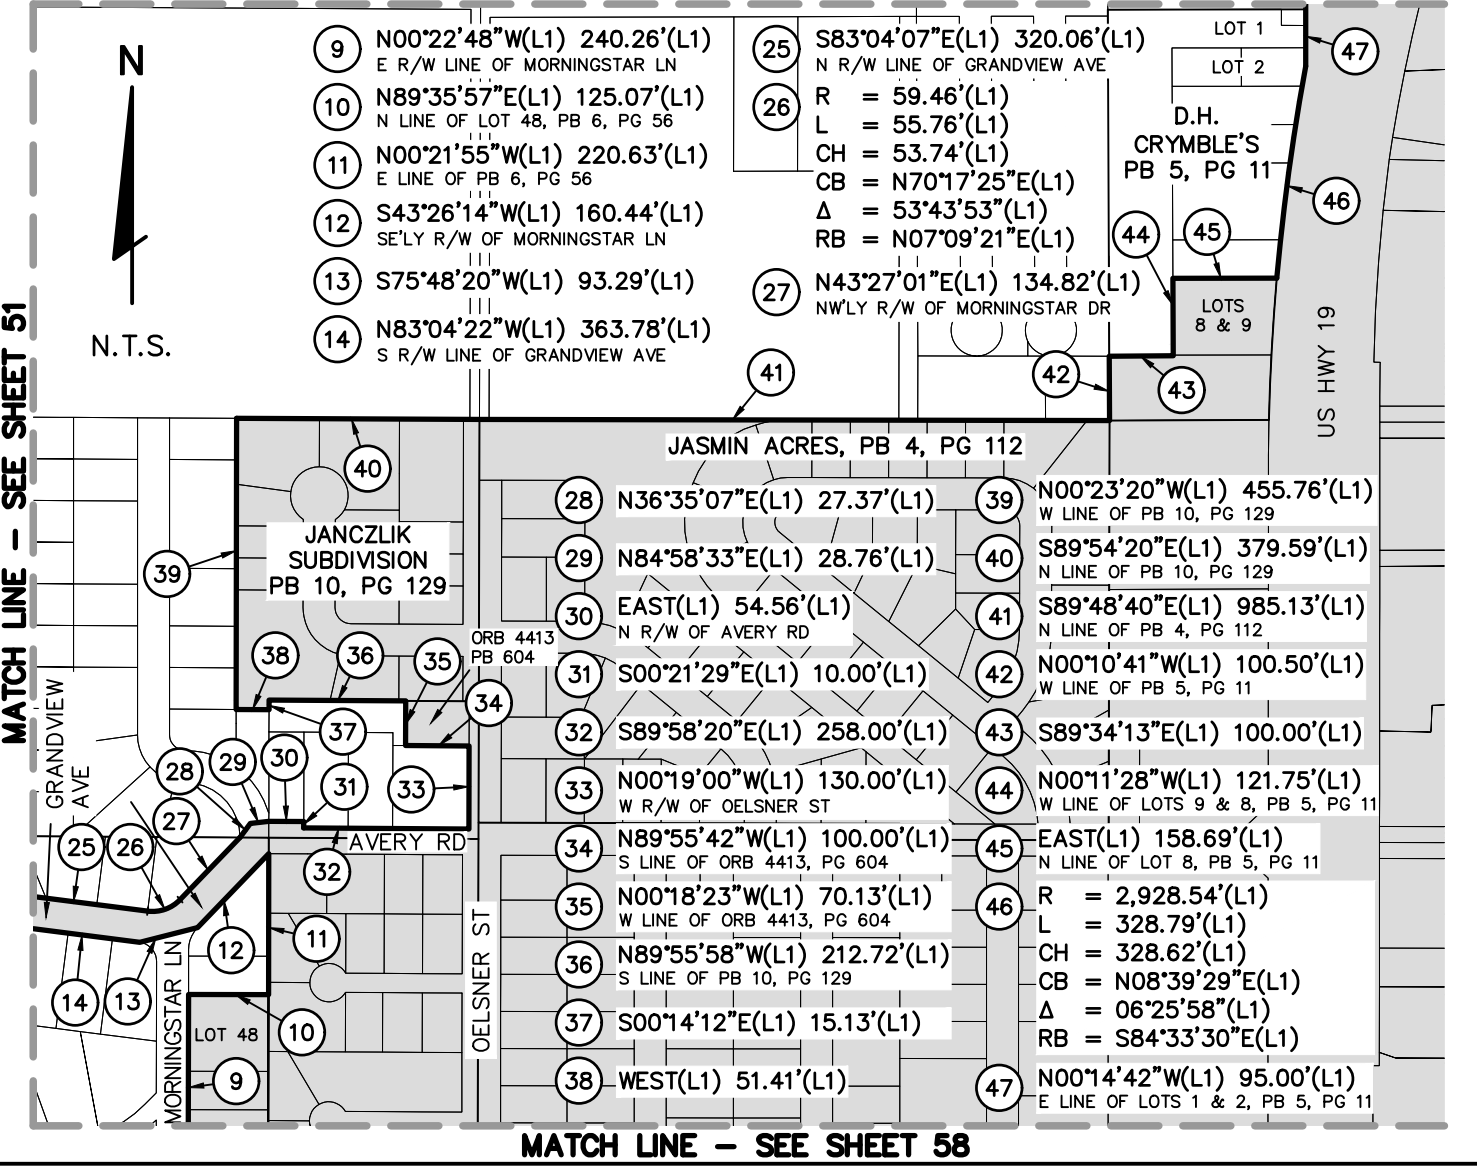 N
N.T.S.
MATCH LINE - SEE SHEET 51
9 N00°22'48"W(L1) 240.26'(L1)
E R/W LINE OF MORNINGSTAR LN
10 N89°35'57"E(L1) 125.07'(L1)
N LINE OF LOT 48, PB 6, PG 56
11 N00°21'55"W(L1) 220.63'(L1)
E LINE OF PB 6, PG 56
12 S43°26'14"W(L1) 160.44'(L1)
SE'LY R/W OF MORNINGSTAR LN
13 S75°48'20"W(L1) 93.29'(L1)
14 N83°04'22"W(L1) 363.78'(L1)
S R/W LINE OF GRANDVIEW AVE
25 S83°04'07"E(L1) 320.06'(L1)
N R/W LINE OF GRANDVIEW AVE
26 R = 59.46'(L1)
L = 55.76'(L1)
CH = 53.74'(L1)
CB = N70°17'25"E(L1)
Δ = 53°43'53"(L1)
RB = N07°09'21"E(L1)
27 N43°27'01"E(L1) 134.82'(L1)
NW'LY R/W OF MORNINGSTAR DR
LOT 1
LOT 2
47
D.H.
CRYMBLE'S
PB 5, PG 11
46
44
45
LOTS
8 & 9
US HWY 19
41
42
43
JASMIN ACRES, PB 4, PG 112
40
JANCZLIK
SUBDIVISION
PB 10, PG 129
39
28 N36°35'07"E(L1) 27.37'(L1)
29 N84°58'33"E(L1) 28.76'(L1)
30 EAST(L1) 54.56'(L1)
N R/W OF AVERY RD
31 S00°21'29"E(L1) 10.00'(L1)
32 S89°58'20"E(L1) 258.00'(L1)
33 N00°19'00"W(L1) 130.00'(L1)
W R/W OF OELSNER ST
34 N89°55'42"W(L1) 100.00'(L1)
S LINE OF ORB 4413, PG 604
35 N00°18'23"W(L1) 70.13'(L1)
W LINE OF ORB 4413, PG 604
36 N89°55'58"W(L1) 212.72'(L1)
S LINE OF PB 10, PG 129
37 S00°14'12"E(L1) 15.13'(L1)
38 WEST(L1) 51.41'(L1)
39 N00°23'20"W(L1) 455.76'(L1)
W LINE OF PB 10, PG 129
40 S89°54'20"E(L1) 379.59'(L1)
N LINE OF PB 10, PG 129
41 S89°48'40"E(L1) 985.13'(L1)
N LINE OF PB 4, PG 112
42 N00°10'41"W(L1) 100.50'(L1)
W LINE OF PB 5, PG 11
43 S89°34'13"E(L1) 100.00'(L1)
44 N00°11'28"W(L1) 121.75'(L1)
W LINE OF LOTS 9 & 8, PB 5, PG 11
45 EAST(L1) 158.69'(L1)
N LINE OF LOT 8, PB 5, PG 11
46 R = 2,928.54'(L1)
L = 328.79'(L1)
CH = 328.62'(L1)
CB = N08°39'29"E(L1)
Δ = 06°25'58"(L1)
RB = S84°33'30"E(L1)
47 N00°14'42"W(L1) 95.00'(L1)
E LINE OF LOTS 1 & 2, PB 5, PG 11
38
36
35
ORB 4413
PB 604
34
37
GRANDVIEW
AVE
28
29
30
31
33
27
25
26
AVERY RD
32
12
11
14
13
10
MORNINGSTAR LN
LOT 48
9
OELSNER ST
MATCH LINE - SEE SHEET 58